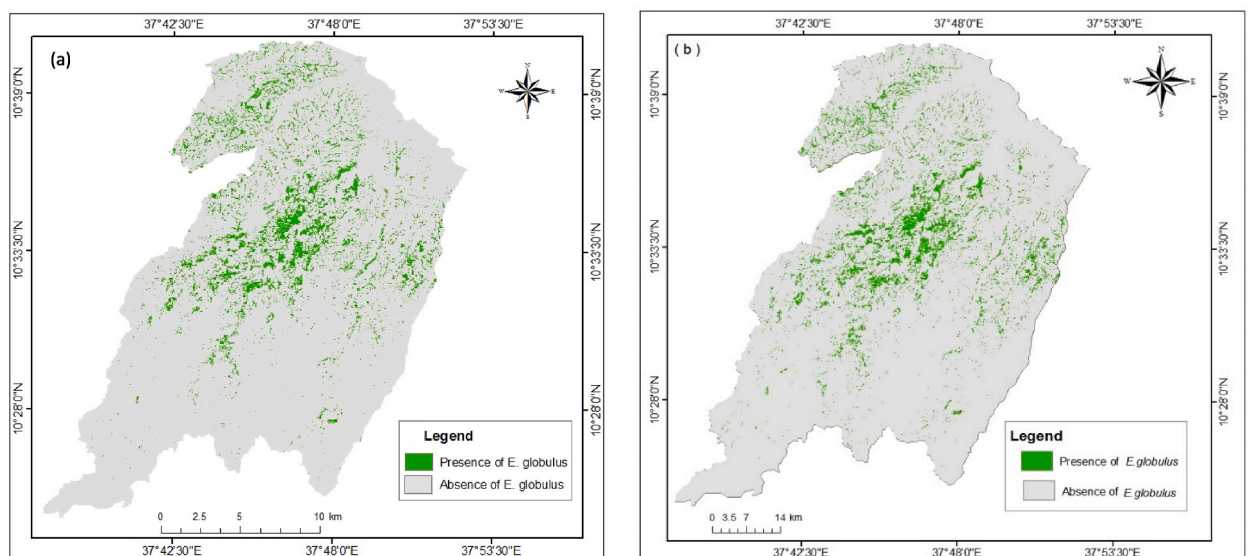 37°42'30"E 37°48'0"E 37°53'30"E
(a)
N
W E
S
10°39'0"N
10°39'0"N
10°33'30"N
10°33'30"N
10°28'0"N
10°28'0"N
Legend
Presence of E. globulus
Absence of E. globulus
0 2.5 5 10 km
37°42'30"E 37°48'0"E 37°53'30"E
37°42'30"E 37°48'0"E 37°53'30"E
( b )
N
W E
S
10°39'0"N
10°39'0"N
10°33'30"N
10°33'30"N
10°28'0"N
10°28'0"N
Legend
Presence of E.globulus
Absence of E.globulus
0 3.5 7 14 km
37°42'30"E 37°48'0"E 37°53'30"E